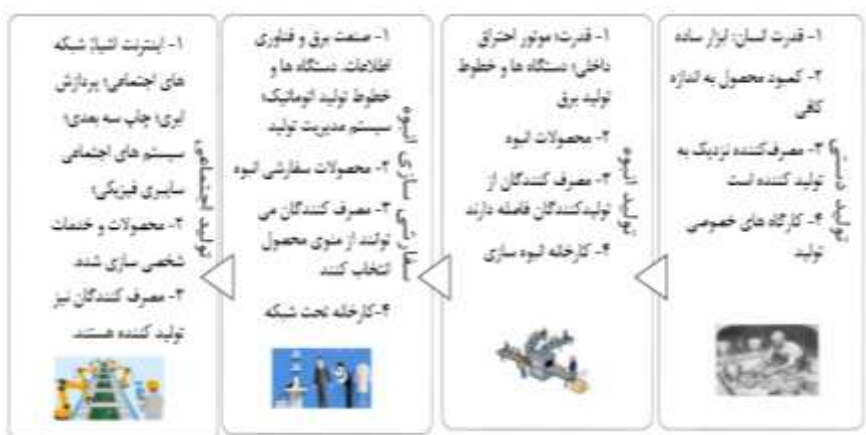 ۱- قدرت انسان: ابزار ساده
۲- کمبود محصول به اندازه
کافی
۳- مصرف‌کننده نزدیک به
تولید کننده است
۴- کارگاه های خصوصی
تولید
تولید دستی
۱- قدرت؛ موتور احتراق
داخلی؛ دستگاه ها و خطوط
تولید برق
۲- محصولات انبوه
۳- مصرف کنندگان از
تولیدکنندگان فاصله دارند
۴- کارخانه انبوه سازی
تولید انبوه
۱- صنعت برق و فناوری
اطلاعات، دستگاه ها و
خطوط تولید اتوماتیک؛
سیستم مدیریت تولید
۲- محصولات سفارشی انبوه
۳- مصرف کنندگان می
توانند از منوی محصول
انتخاب کنند
۴-کارخانه تحت شبکه
سفارشی سازی انبوه
۱- اینترنت اشیا؛ شبکه
های اجتماعی؛ پردازش
ابری؛ چاپ سه بعدی؛
سیستم های اجتماعی
سایبری فیزیکی؛
۲- محصولات و خدمات
شخصی سازی شده
۳- مصرف کنندگان نیز
تولید کننده هستند.
تولید اجتماعی